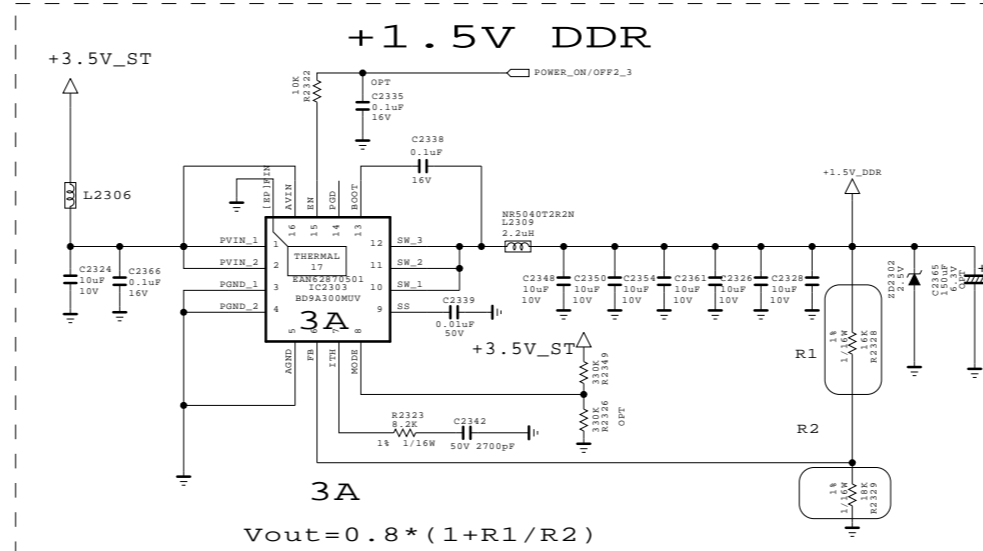 +1.5V DDR
+3.5V_ST
POWER_ON/OFF2_3
10K
R2322
OPT
C2335
0.1uF
16V
C2338
0.1uF
16V
L2306
+1.5V_DDR
[EP]FIN
AVIN
EN
PGD
BOOT
16
15
14
13
NR5040T2R2N
L2309
2.2uH
PVIN_1
1
PVIN_2
2
PGND_1
3
PGND_2
4
THERMAL
17
EAN62870501
IC2303
BD9A300MUV
3A
12
SW_3
11
SW_2
10
SW_1
9
SS
C2324
10uF
10V
C2366
0.1uF
16V
C2339
0.01uF
50V
C2348
10uF
10V
C2350
10uF
10V
C2354
10uF
10V
C2361
10uF
10V
C2326
10uF
10V
C2328
10uF
10V
ZD2302
2.5V
C2365
150uF
6.3V
OPT
+
5
6
7
8
AGND
FB
ITH
MODE
+3.5V_ST
330K
R2349
330K
R2326
OPT
R1
1%
1/16W
16K
R2328
R2323
8.2K
1% 1/16W
C2342
50V 2700pF
R2
1%
1/16W
18K
R2329
3A
Vout=0.8*(1+R1/R2)